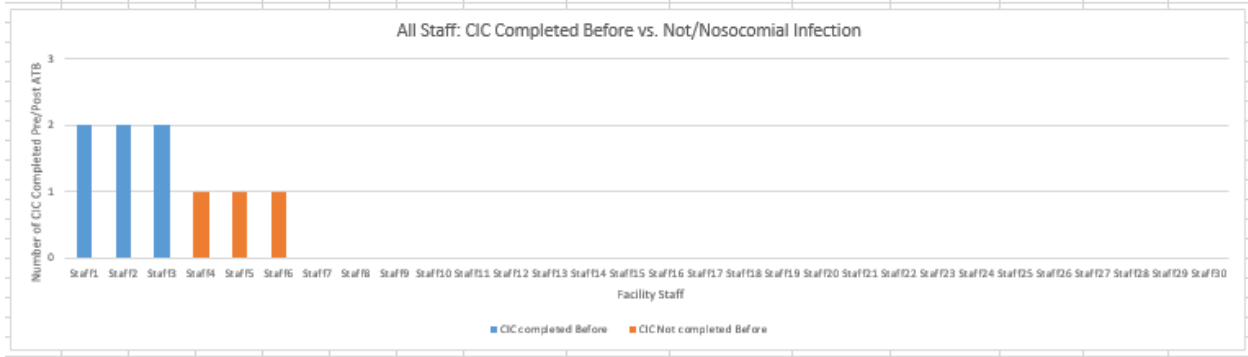 All Staff: CIC Completed Before vs. Not/Nosocomial Infection
Number of CIC Completed Pre/Post ATB
3
2
1
0
Staff1 Staff2 Staff3 Staff4 Staff5 Staff6 Staff7 Staff8 Staff9 Staff10 Staff11 Staff12 Staff13 Staff14 Staff15 Staff16 Staff17 Staff18 Staff19 Staff20 Staff21 Staff22 Staff23 Staff24 Staff25 Staff26 Staff27 Staff28 Staff29 Staff30
Facility Staff
CIC completed Before CIC Not completed Before